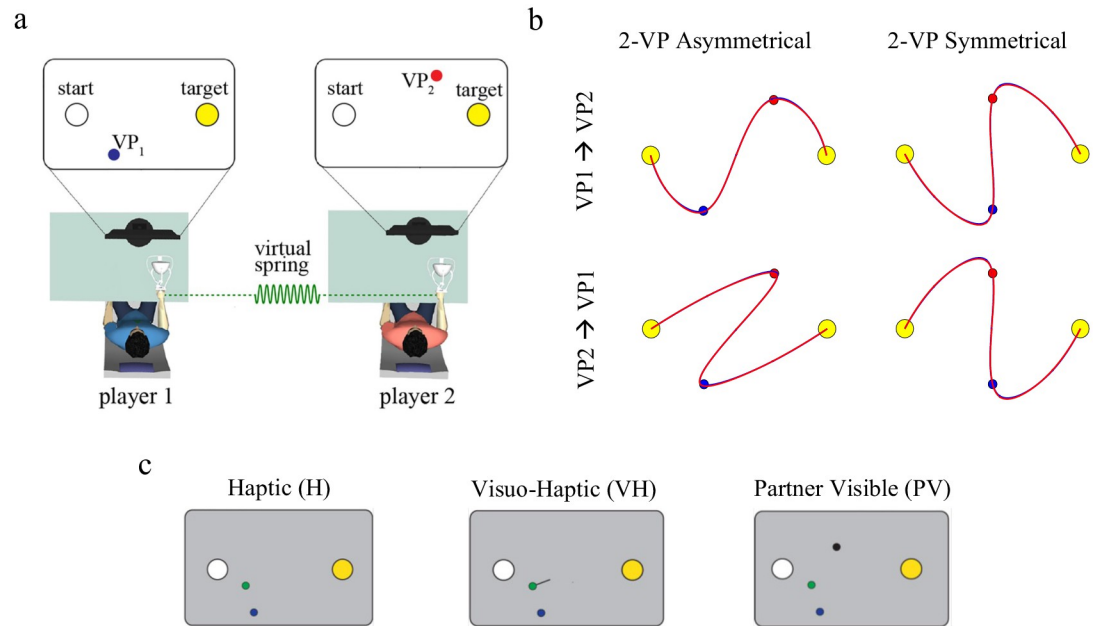 a
start
target
VP1
start
VP2
target
virtual
spring
player 1
player 2
b
2-VP Asymmetrical
2-VP Symmetrical
VP1 → VP2
VP2 → VP1
c
Haptic (H)
Visuo-Haptic (VH)
Partner Visible (PV)